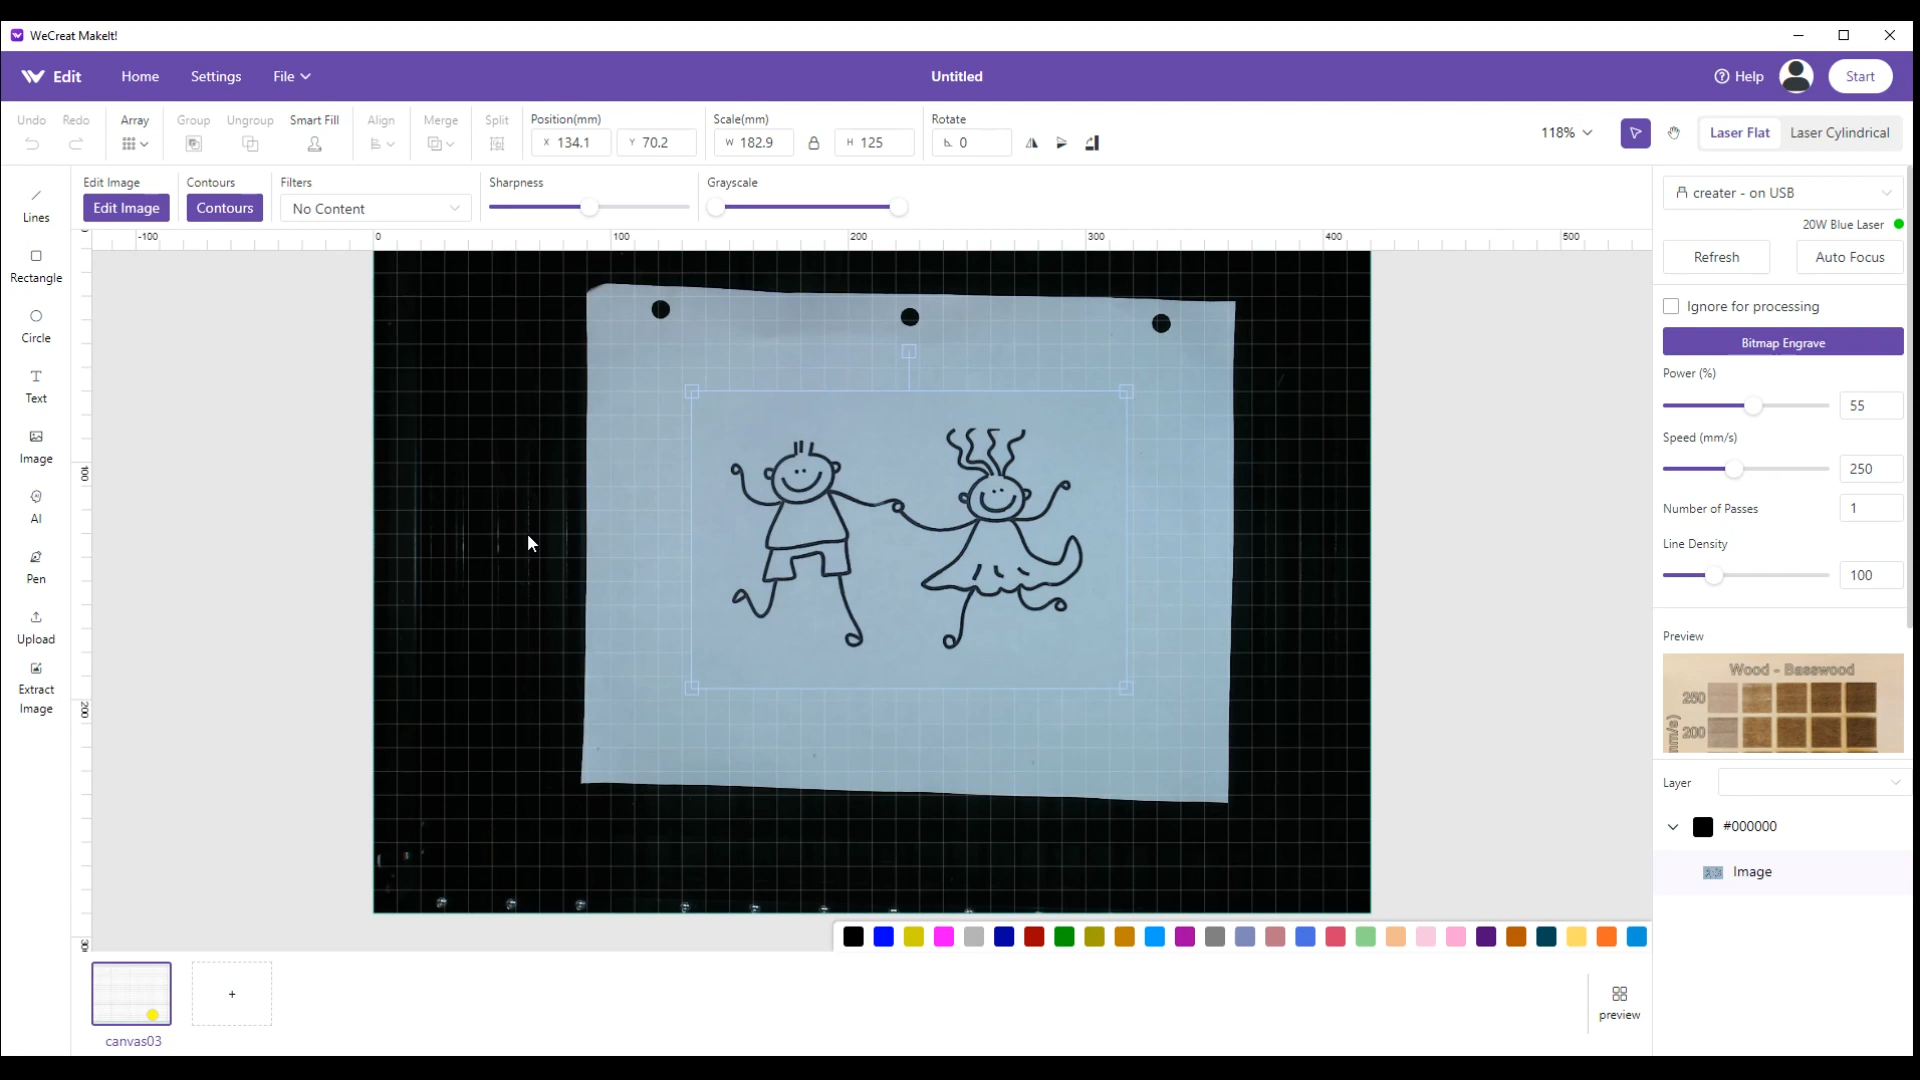 WeCreat MakeIt!
Edit Home Settings File Untitled Help Start
Undo Redo Array Group Ungroup Smart Fill Align Merge Split Position(mm) Scale(mm) Rotate
X 134.1 Y 70.2 W 182.9 H 125 0 118% Laser Flat Laser Cylindrical
Edit Image Contours Filters Sharpness Grayscale
Edit Image Contours No Content
-100 0 100 200 300 400 500
100
200
Lines
Rectangle
Circle
Text
Image
AI
Pen
Upload
Extract
Image
creater - on USB
20W Blue Laser
Refresh Auto Focus
Ignore for processing
Bitmap Engrave
Power (%)
55
Speed (mm/s)
250
Number of Passes 1
Line Density
100
Preview
Wood - Basswood
250
200
mm/s)
Layer
#000000
Image
+
preview
canvas03